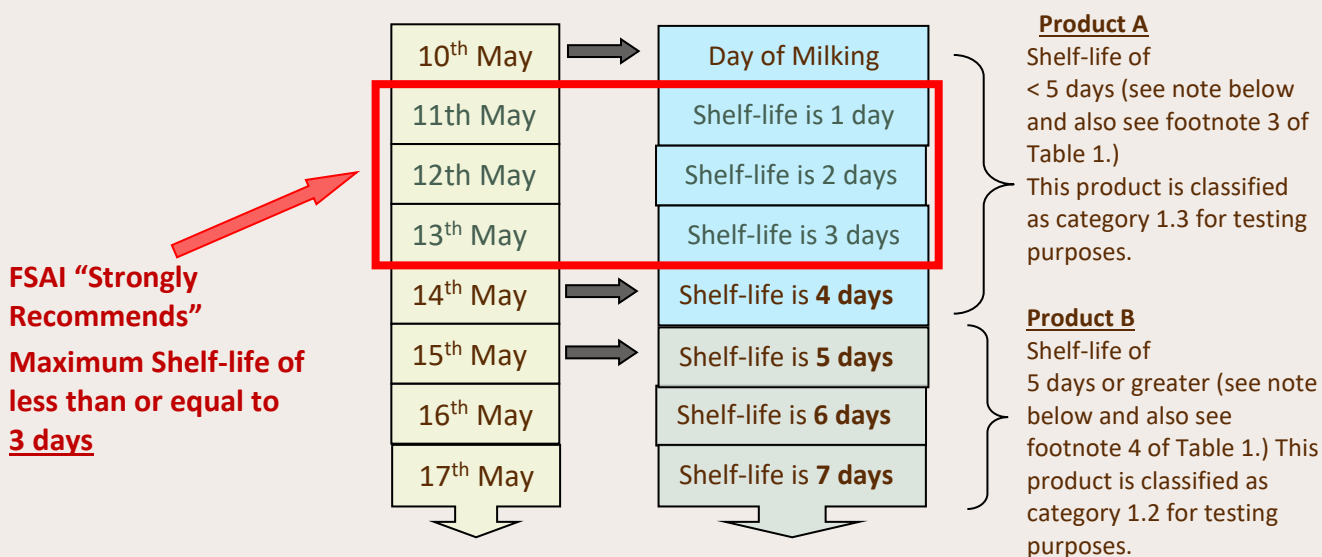 10th May
Day of Milking
11th May
Shelf-life is 1 day
12th May
Shelf-life is 2 days
13th May
Shelf-life is 3 days
14th May
Shelf-life is 4 days
15th May
Shelf-life is 5 days
16th May
Shelf-life is 6 days
17th May
Shelf-life is 7 days
FSAI “Strongly
Recommends”
Maximum Shelf-life of
less than or equal to
3 days
Product A
Shelf-life of
< 5 days (see note below
and also see footnote 3 of
Table 1.)
This product is classified
as category 1.3 for testing
purposes.
Product B
Shelf-life of
5 days or greater (see note
below and also see
footnote 4 of Table 1.) This
product is classified as
category 1.2 for testing
purposes.